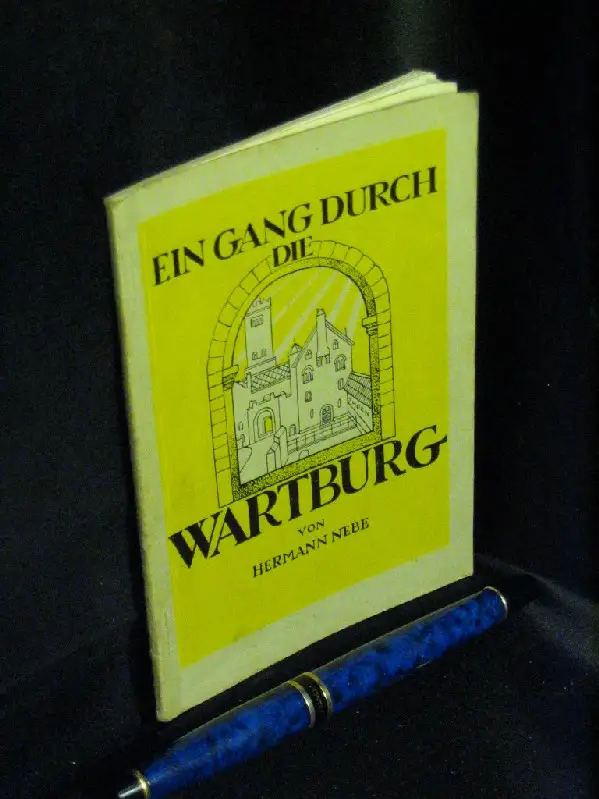 EIN GANG DURCH
DIE
WARTBURG
VON
HERMANN NEBE